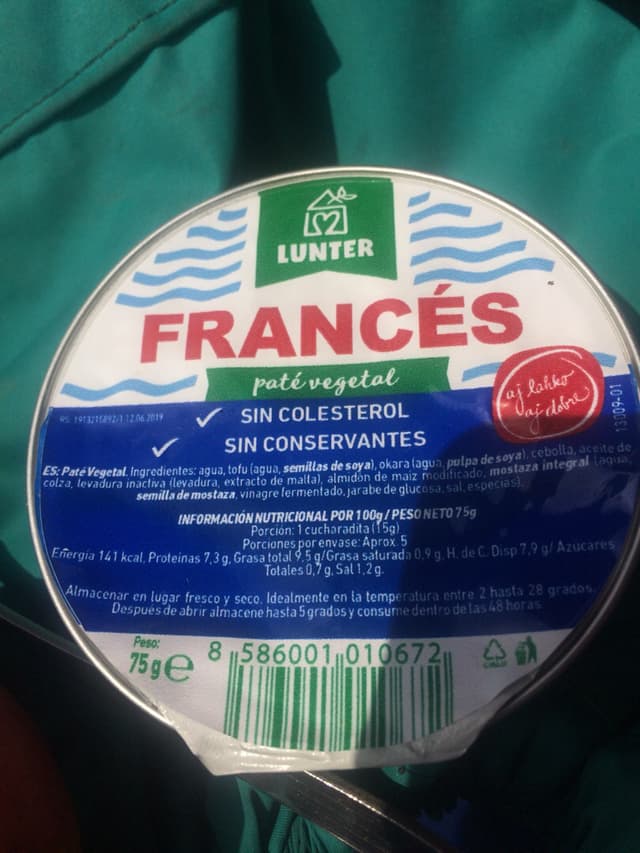 LUNTER
FRANCÉS
paté vegetal
aj ľahko
aj dobre
RS: 1913211589271 12.06.2019
SIN COLESTEROL
SIN CONSERVANTES
13009-01
ES: Paté Vegetal. Ingredientes: agua, tofu (agua, semillas de soya), okara (agua, pulpa de soya), cebolla, aceite de
colza, levadura inactiva (levadura, extracto de malta), almidón de maiz modificado, mostaza integral (agua,
semilla de mostaza, vinagre fermentado, jarabe de glucosa, sal, especias).
INFORMACIÓN NUTRICIONAL POR 100g / PESO NETO 75g
Porción: 1 cucharadita (15g)
Porciones por envase: Aprox. 5
Energia 141 kcal, Proteinas 7,3 g, Grasa total 9,5 g/Grasa saturada 0,9 g, H. de C. Disp 7,9 g/ Azúcares
Totales 0,7 g, Sal 1,2 g.
Almacenar en lugar fresco y seco. Idealmente en la temperatura entre 2 hasta 28 grados.
Después de abrir almacene hasta 5 grados y consume dentro de las 48 horas
Peso:
75 g e
8 586001 010672